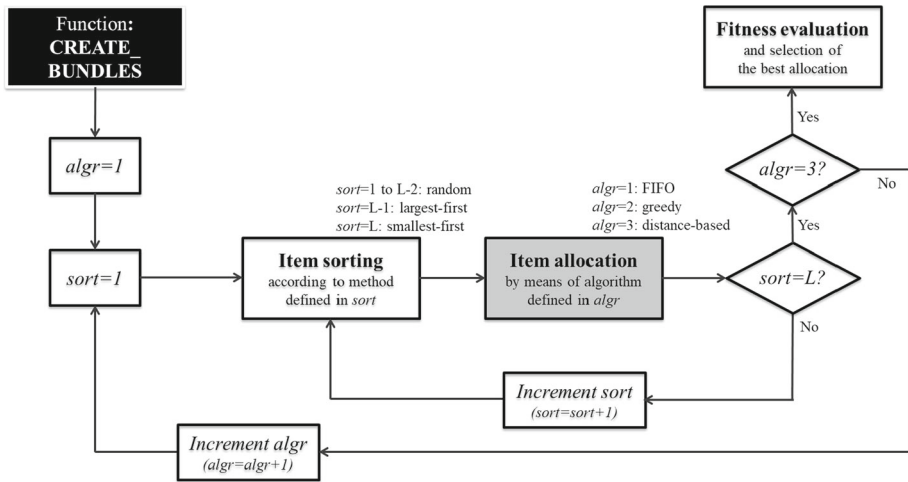 Function:
CREATE_
BUNDLES
algr=1
sort=1
sort=1 to L-2: random
sort=L-1: largest-first
sort=L: smallest-first
Item sorting
according to method
defined in sort
algr=1: FIFO
algr=2: greedy
algr=3: distance-based
Item allocation
by means of algorithm
defined in algr
sort=L?
Yes
No
algr=3?
Yes
No
Fitness evaluation
and selection of
the best allocation
Increment sort
(sort=sort+1)
Increment algr
(algr=algr+1)